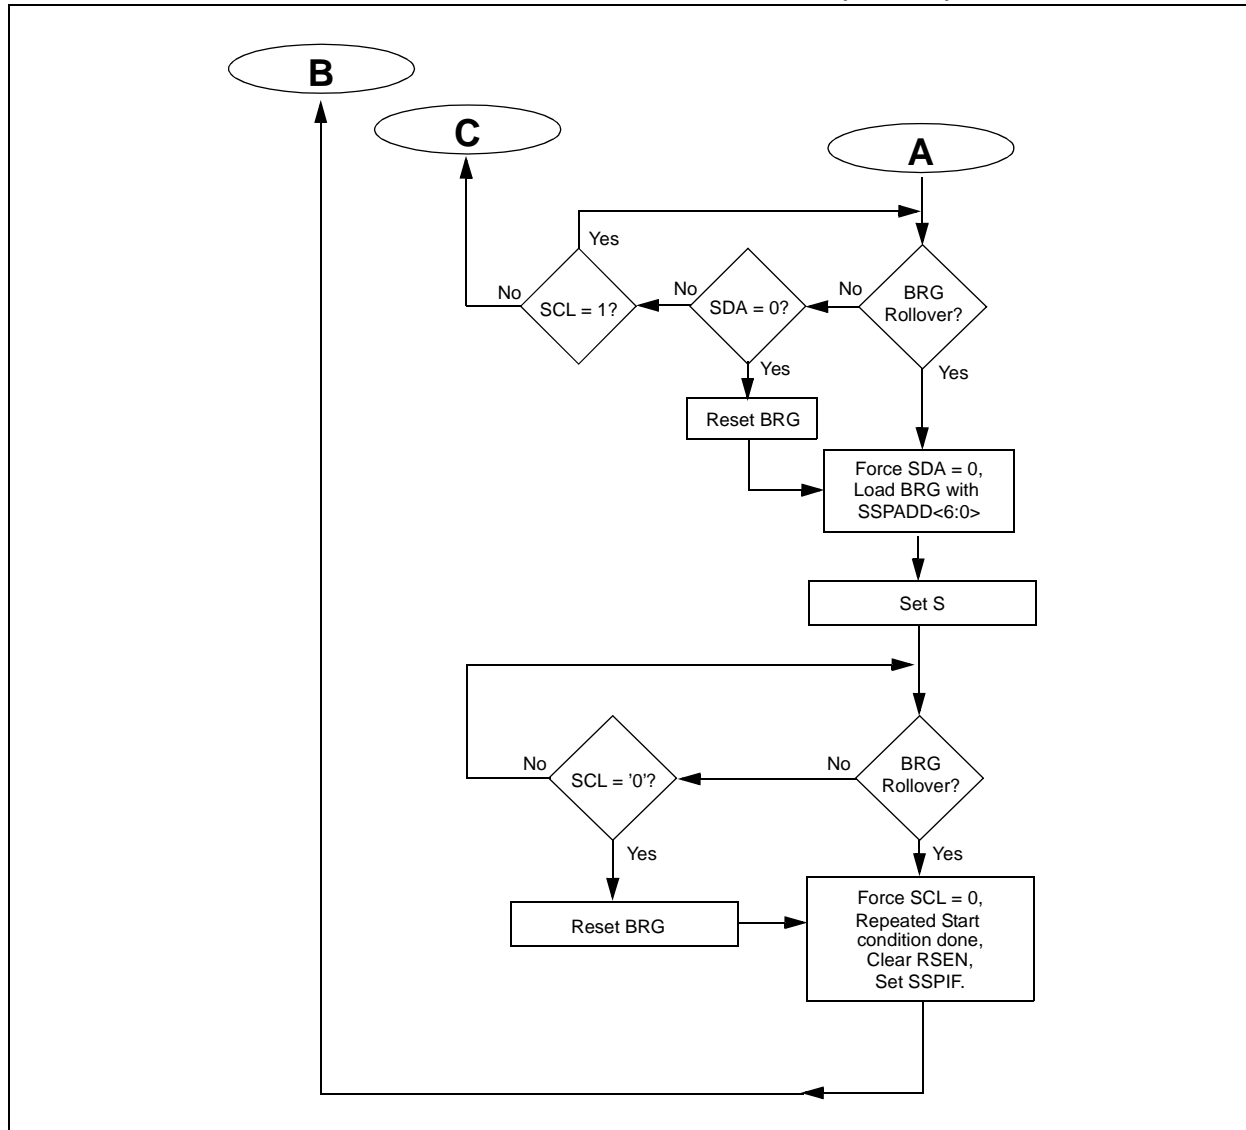 B
C
A
Yes
No
SCL = 1?
No
SDA = 0?
No
BRG
Rollover?
Yes
Yes
Reset BRG
Force SDA = 0,
Load BRG with
SSPADD<6:0>
Set S
No
SCL = '0'?
No
BRG
Rollover?
Yes
Yes
Reset BRG
Force SCL = 0,
Repeated Start
condition done,
Clear RSEN,
Set SSPIF.